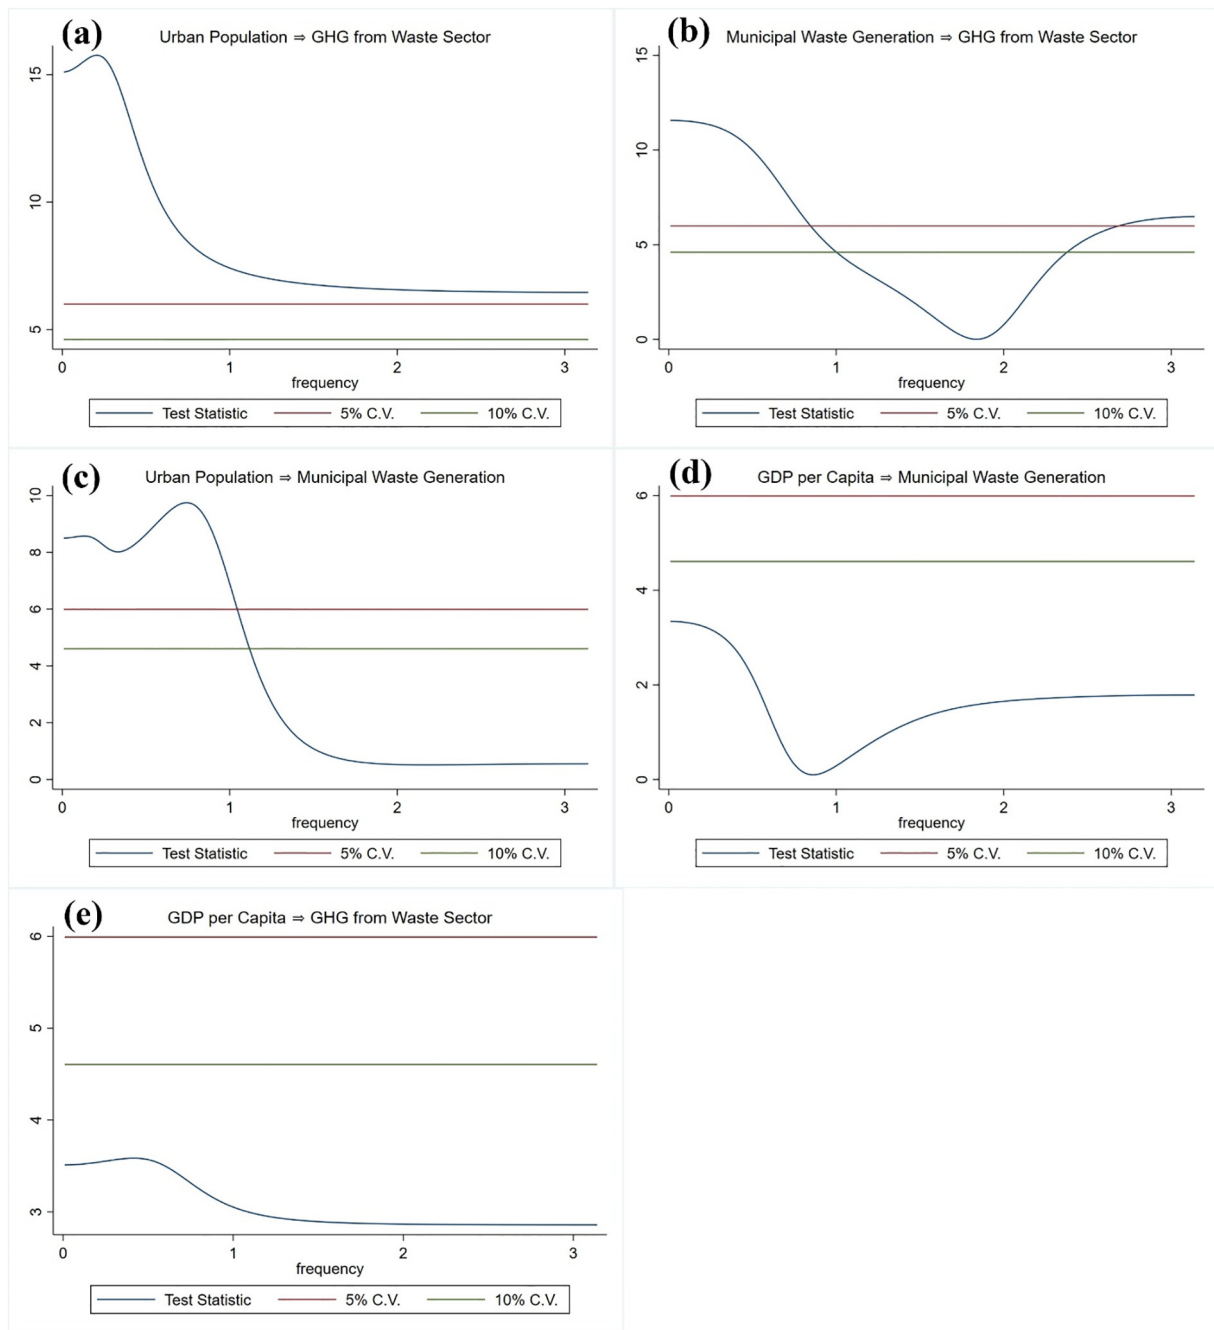 (a)
Urban Population ⇒ GHG from Waste Sector
15
10
5
0 1 2 3
frequency
Test Statistic 5% C.V. 10% C.V.
(b)
Municipal Waste Generation ⇒ GHG from Waste Sector
15
10
5
0
0 1 2 3
frequency
Test Statistic 5% C.V. 10% C.V.
(c)
Urban Population ⇒ Municipal Waste Generation
10
8
6
4
2
0
0 1 2 3
frequency
Test Statistic 5% C.V. 10% C.V.
(d)
GDP per Capita ⇒ Municipal Waste Generation
6
4
2
0
0 1 2 3
frequency
Test Statistic 5% C.V. 10% C.V.
(e)
GDP per Capita ⇒ GHG from Waste Sector
6
5
4
3
0 1 2 3
frequency
Test Statistic 5% C.V. 10% C.V.